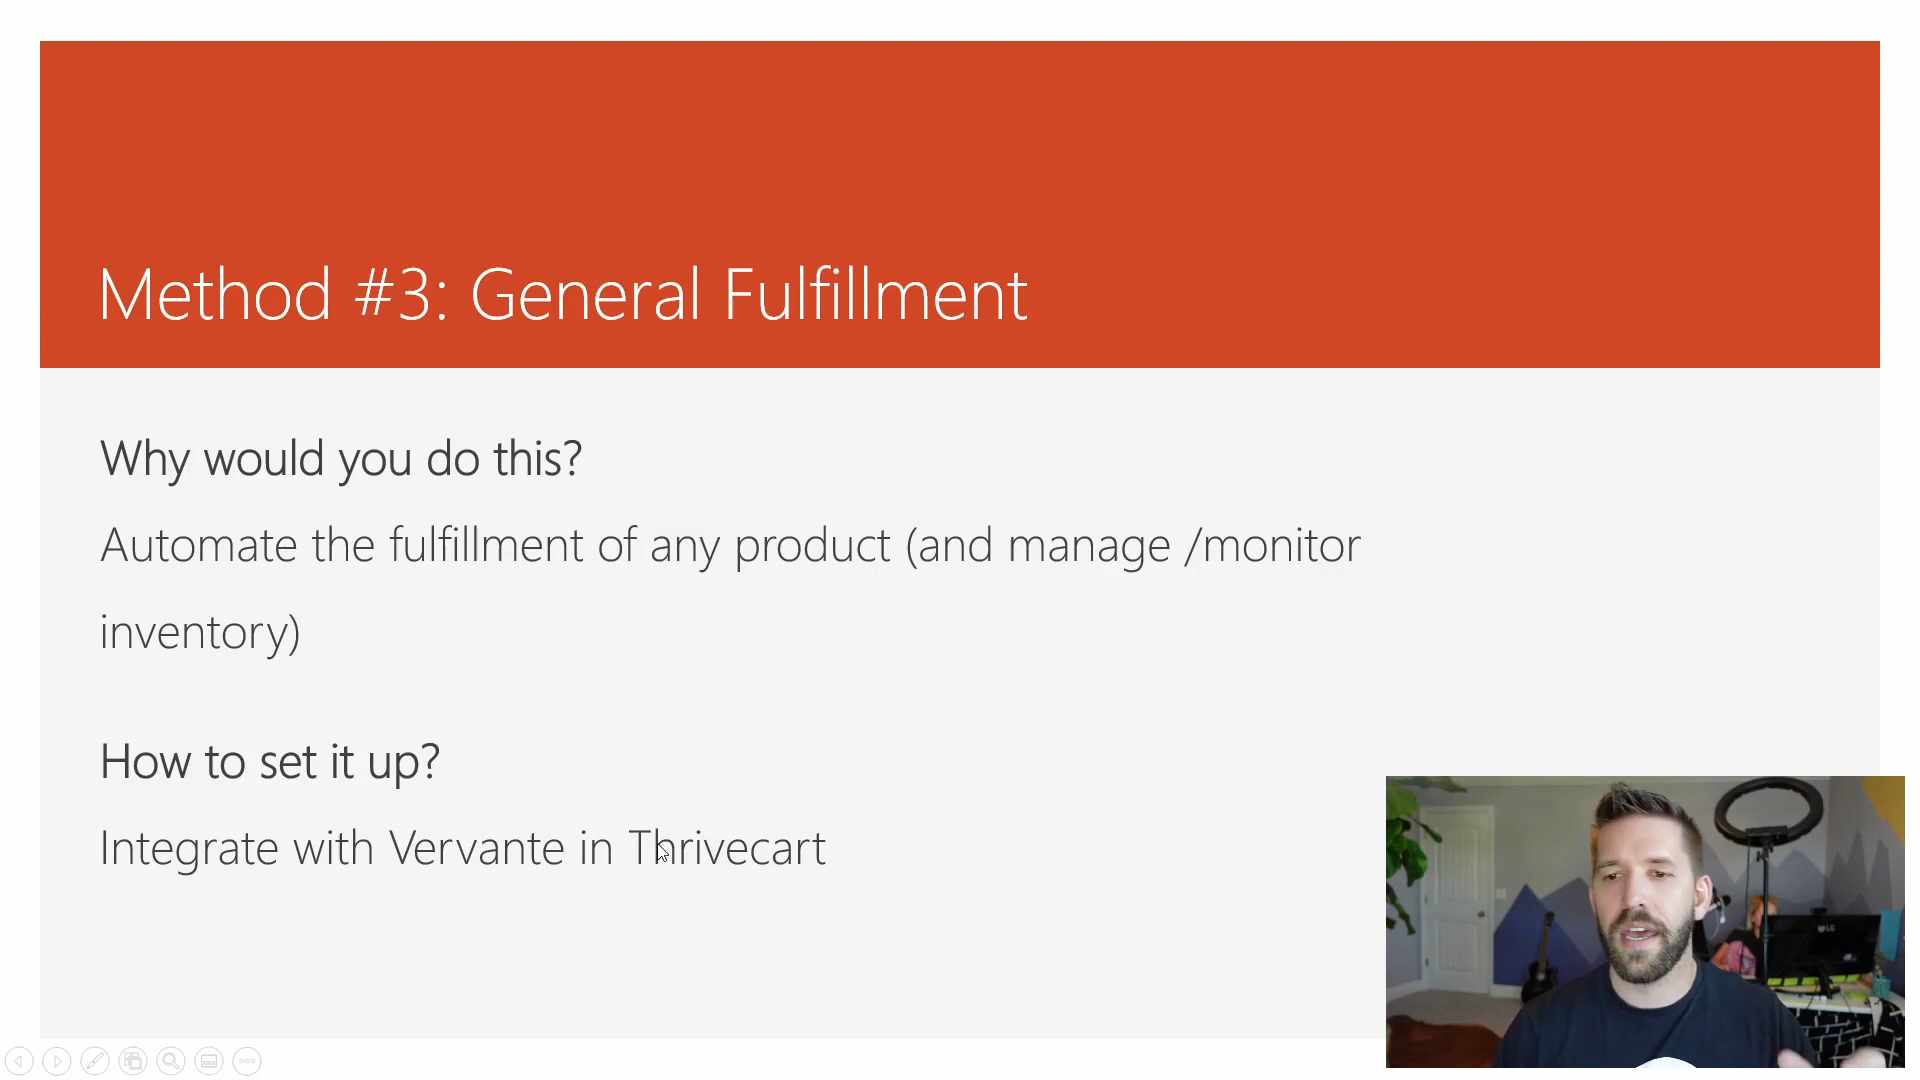 Method #3: General Fulfillment
Why would you do this?
Automate the fulfillment of any product (and manage /monitor
inventory)
How to set it up?
Integrate with Vervante in Thrivecart
LG